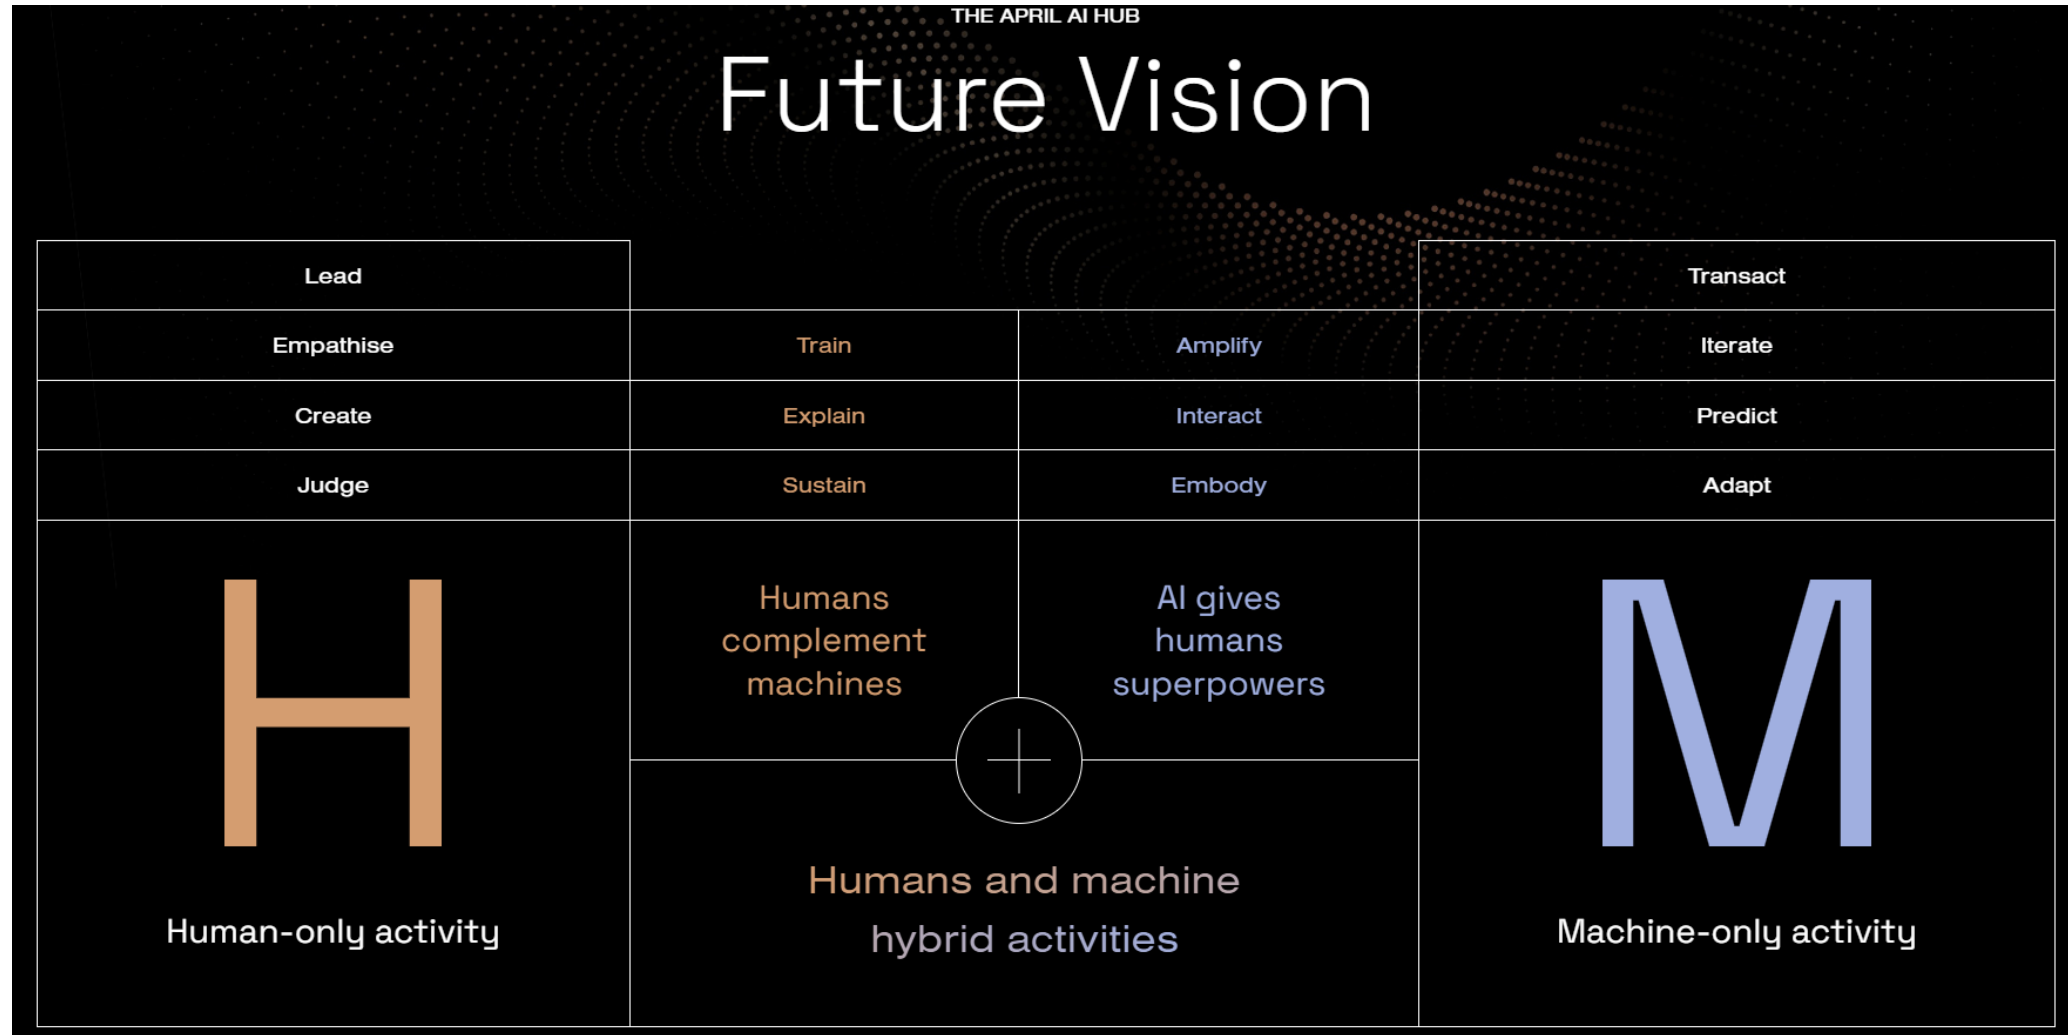 THE APRIL AI HUB
Future Vision
Lead
Transact
Empathise
Train
Amplify
Iterate
Create
Explain
Interact
Predict
Judge
Sustain
Embody
Adapt
H
Human-only activity
Humans
complement
machines
AI gives
humans
superpowers
Humans and machine
hybrid activities
M
Machine-only activity